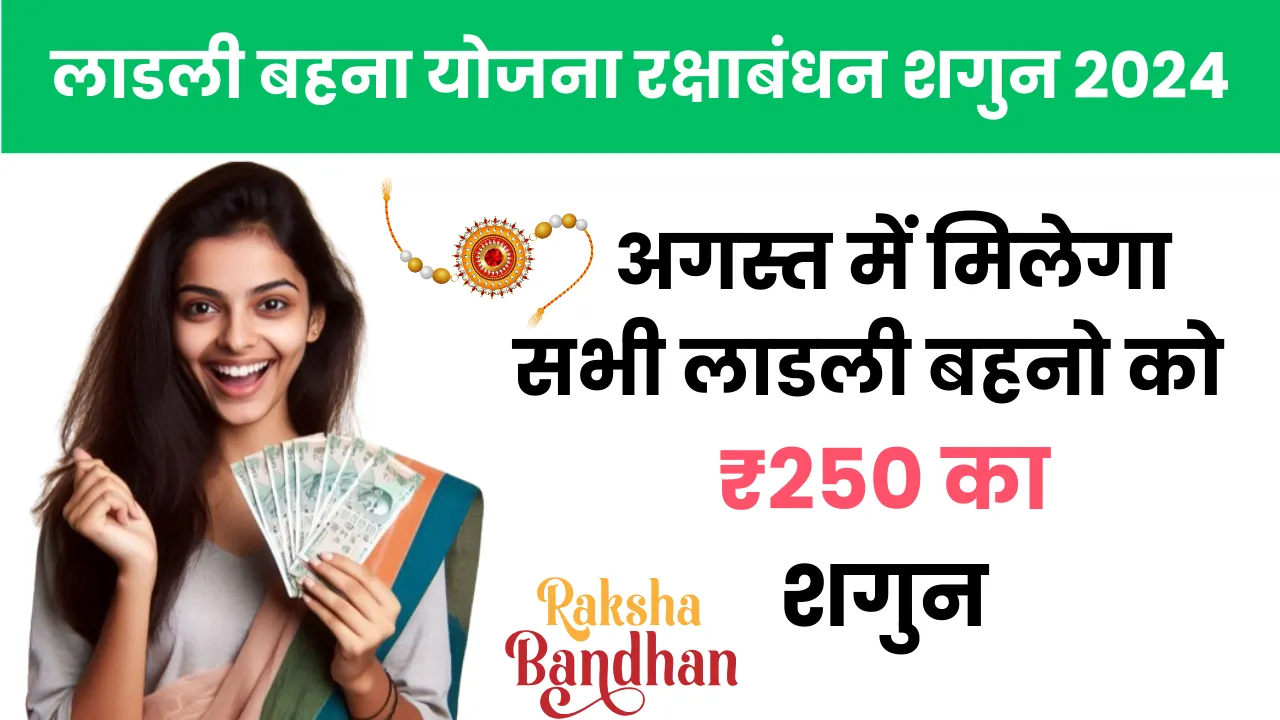 लाडली बहना योजना रक्षाबंधन शगुन 2024
अगस्त में मिलेगा
सभी लाडली बहनो को
₹250 का
शगुन
Raksha
Bandhan